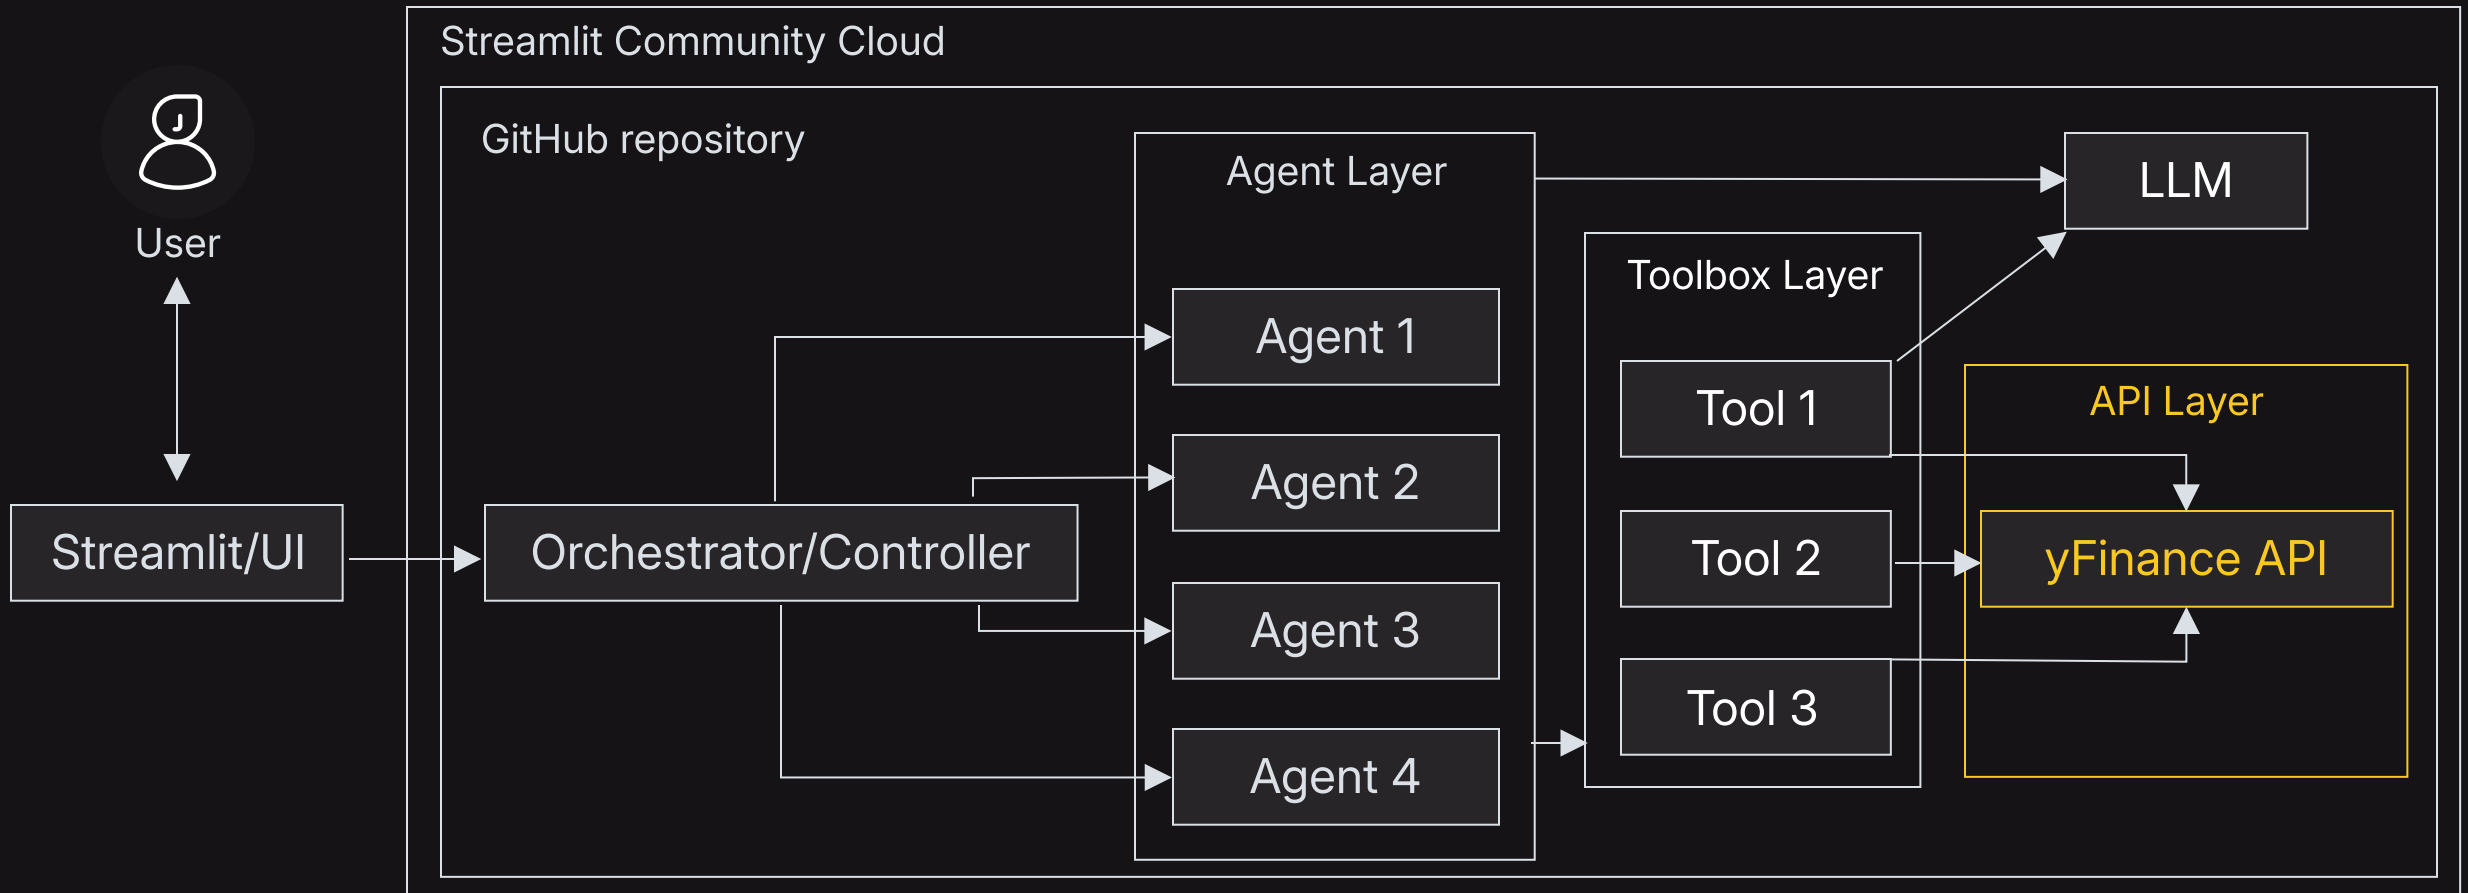 Streamlit Community Cloud
GitHub repository
User
Streamlit/UI
Orchestrator/Controller
Agent Layer
Agent 1
Agent 2
Agent 3
Agent 4
Toolbox Layer
Tool 1
Tool 2
Tool 3
LLM
API Layer
yFinance API